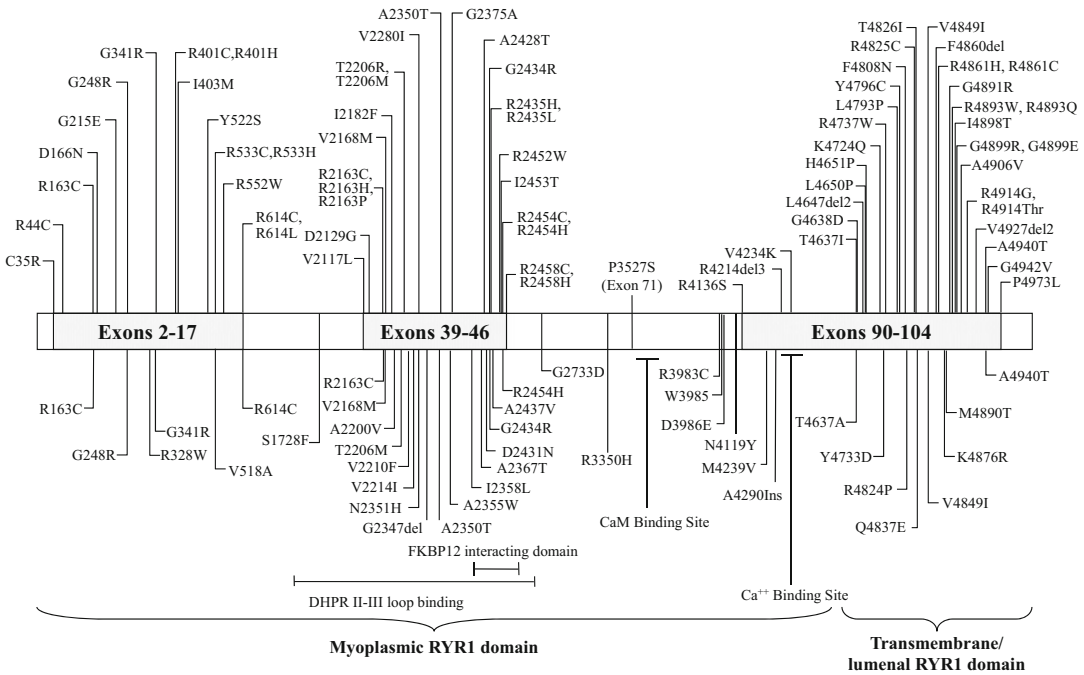 A2350T
G2375A
V2280I
A2428T
T2206R,
T2206M
G2434R
I2182F
R2435H,
R2435L
V2168M
R2452W
R2163C,
R2163H,
R2163P
I2453T
R2454C,
R2454H
D2129G
V2117L
R2458C,
R2458H
G341R
R401C,R401H
G248R
I403M
G215E
Y522S
D166N
R533C,R533H
R163C
R552W
R44C
R614C,
R614L
C35R
P3527S
(Exon 71)
V4234K
R4214del3
R4136S
T4826I
V4849I
R4825C
F4860del
F4808N
R4861H, R4861C
Y4796C
G4891R
L4793P
R4893W, R4893Q
R4737W
I4898T
K4724Q
G4899R, G4899E
H4651P
A4906V
L4650P
R4914G,
R4914Thr
L4647del2
G4638D
V4927del2
T4637I
A4940T
G4942V
P4973L
Exons 2-17
Exons 39-46
Exons 90-104
R163C
R614C
G341R
G248R
R328W
V518A
S1728F
R2163C
V2168M
A2200V
T2206M
V2210F
V2214I
N2351H
G2347del
A2350T
G2733D
R2454H
A2437V
G2434R
D2431N
A2367T
I2358L
A2355W
R3350H
R3983C
W3985
D3986E
N4119Y
M4239V
A4290Ins
T4637A
Y4733D
R4824P
Q4837E
V4849I
K4876R
M4890T
A4940T
CaM Binding Site
FKBP12 interacting domain
DHPR II-III loop binding
Ca++ Binding Site
Myoplasmic RYR1 domain
Transmembrane/
lumenal RYR1 domain